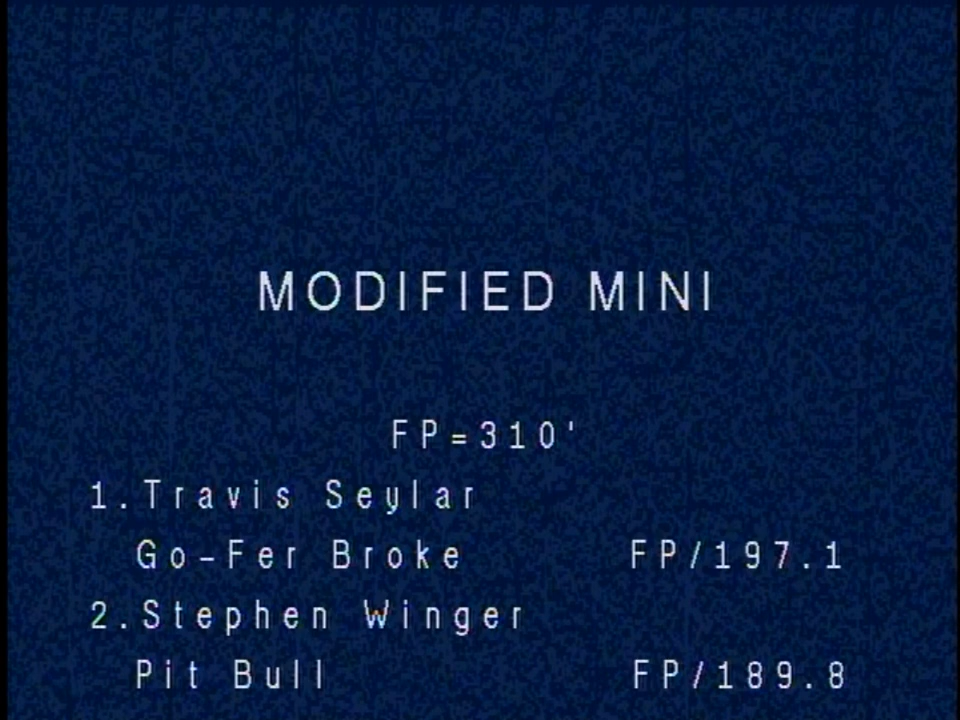 MODIFIED MINI
FP=310'
1.Travis Seylar
Go-Fer Broke FP/197.1
2.Stephen Winger
Pit Bull FP/189.8